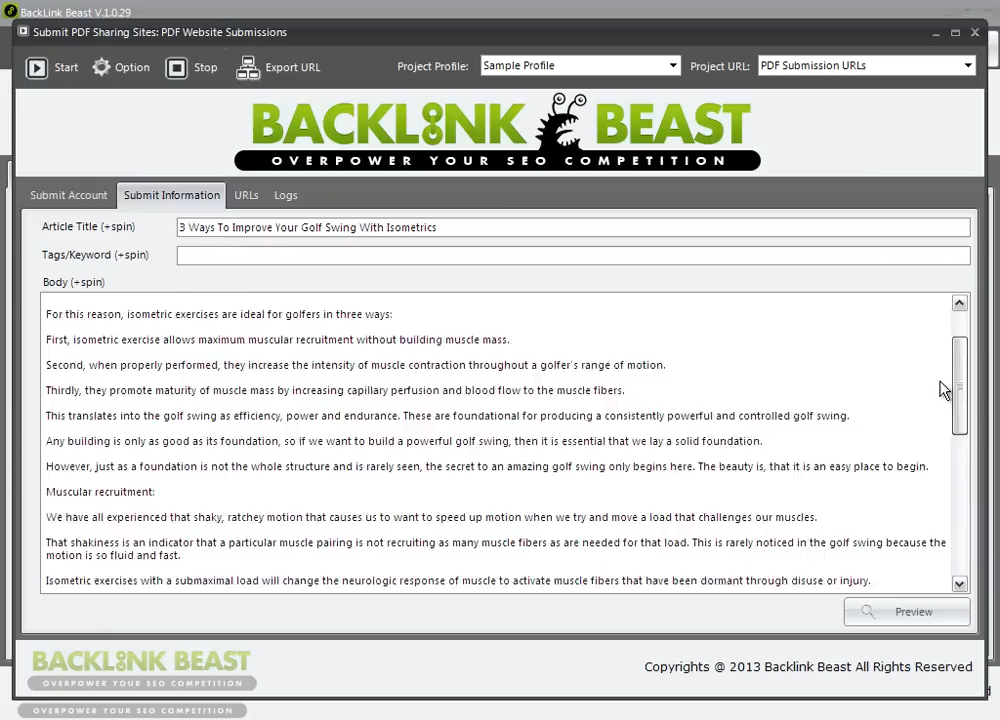 BackLink Beast V.1.0.29
Submit PDF Sharing Sites: PDF Website Submissions
Start Option Stop Export URL Project Profile: Sample Profile Project URL: PDF Submission URLs
BACKLINK BEAST
OVERPOWER YOUR SEO COMPETITION
Submit Account Submit Information URLs Logs
Article Title (+spin) 3 Ways To Improve Your Golf Swing With Isometrics
Tags/Keyword (+spin)
Body (+spin)
For this reason, isometric exercises are ideal for golfers in three ways:
First, isometric exercise allows maximum muscular recruitment without building muscle mass.
Second, when properly performed, they increase the intensity of muscle contraction throughout a golfer's range of motion.
Thirdly, they promote maturity of muscle mass by increasing capillary perfusion and blood flow to the muscle fibers.
This translates into the golf swing as efficiency, power and endurance. These are foundational for producing a consistently powerful and controlled golf swing.
Any building is only as good as its foundation, so if we want to build a powerful golf swing, then it is essential that we lay a solid foundation.
However, just as a foundation is not the whole structure and is rarely seen, the secret to an amazing golf swing only begins here. The beauty is, that it is an easy place to begin.
Muscular recruitment:
We have all experienced that shaky, ratchey motion that causes us to want to speed up motion when we try and move a load that challenges our muscles.
That shakiness is an indicator that a particular muscle pairing is not recruiting as many muscle fibers as are needed for that load. This is rarely noticed in the golf swing because the
motion is so fluid and fast.
Isometric exercises with a submaximal load will change the neurologic response of muscle to activate muscle fibers that have been dormant through disuse or injury.
Preview
BACKLINK BEAST
OVERPOWER YOUR SEO COMPETITION
Copyrights @ 2013 Backlink Beast All Rights Reserved
OVERPOWER YOUR SEO COMPETITION